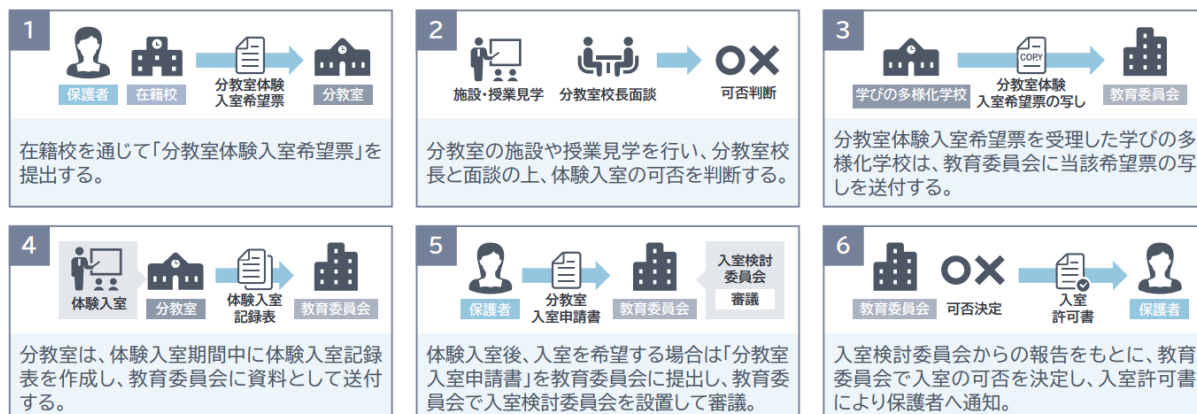 1
保護者
在籍校
分教室体験
入室希望票
分教室
在籍校を通じて「分教室体験入室希望票」を
提出する。
2
施設・授業見学
分教室校長面談
可否判断
分教室の施設や授業見学を行い、分教室校
長と面談の上、体験入室の可否を判断する。
3
学びの多様化学校
COPY
分教室体験
入室希望票の写し
教育委員会
分教室体験入室希望票を受理した学びの多
様化学校は、教育委員会に当該希望票の写
しを送付する。
4
体験入室
分教室
体験入室
記録表
教育委員会
分教室は、体験入室期間中に体験入室記録
表を作成し、教育委員会に資料として送付
する。
5
保護者
分教室
入室申請書
教育委員会
入室検討
委員会
審議
体験入室後、入室を希望する場合は「分教室
入室申請書」を教育委員会に提出し、教育委
員会で入室検討委員会を設置して審議。
6
教育委員会
可否決定
入室
許可書
保護者
入室検討委員会からの報告をもとに、教育
委員会で入室の可否を決定し、入室許可書
により保護者へ通知。